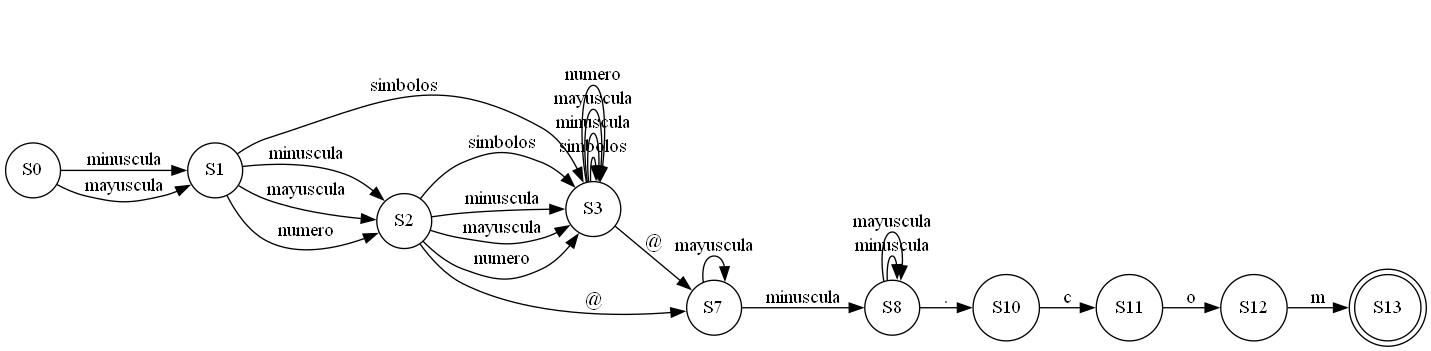 numero
mayuscula
minuscula
simbolos
simbolos
simbolos
S0
minuscula
mayuscula
S1
minuscula
mayuscula
numero
S2
minuscula
mayuscula
numero
@
S3
@
mayuscula
S7
minuscula
mayuscula
minuscula
S8
.
S10
c
S11
o
S12
m
S13